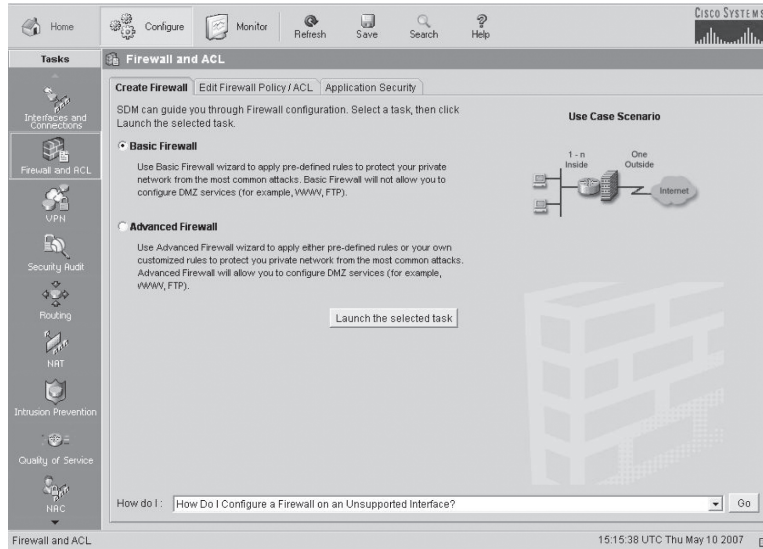 Home
Configure
Monitor
Refresh
Save
Search
Help
CISCO SYSTEMS
Tasks
Firewall and ACL
Interfaces and
Connections
Firewall and ACL
VPN
Security Audit
Routing
NAT
Intrusion Prevention
Quality of Service
NAC
Create Firewall
Edit Firewall Policy / ACL
Application Security
SDM can guide you through Firewall configuration. Select a task, then click
Launch the selected task.
Basic Firewall
Use Basic Firewall wizard to apply pre-defined rules to protect your private
network from the most common attacks. Basic Firewall will not allow you to
configure DMZ services (for example, WWW, FTP).
Advanced Firewall
Use Advanced Firewall wizard to apply either pre-defined rules or your own
customized rules to protect you private network from the most common attacks.
Advanced Firewall will allow you to configure DMZ services (for example,
WWW, FTP).
Launch the selected task
Use Case Scenario
1 - n
Inside
One
Outside
Internet
How do I :
How Do I Configure a Firewall on an Unsupported Interface?
Go
Firewall and ACL
15:15:38 UTC Thu May 10 2007